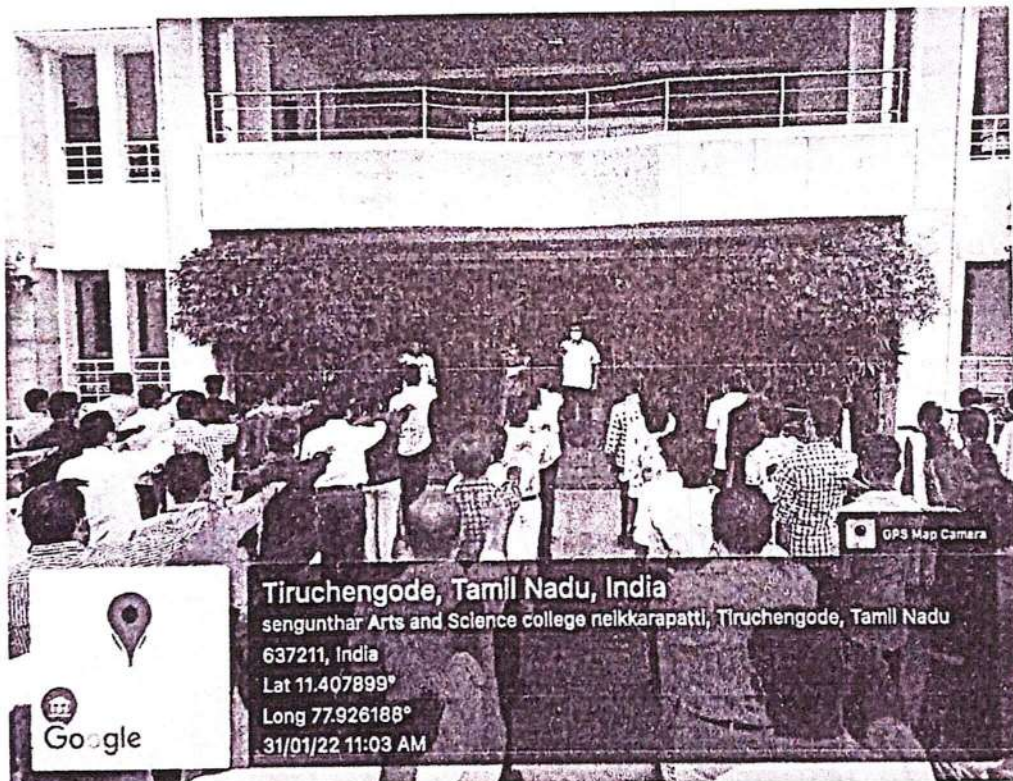 GPS Map Camera
Tiruchengode, Tamil Nadu, India
sengunthar Arts and Science college neikkarapatti, Tiruchengode, Tamil Nadu
637211, India
Lat 11.407899°
Long 77.926188°
31/01/22 11:03 AM
Google